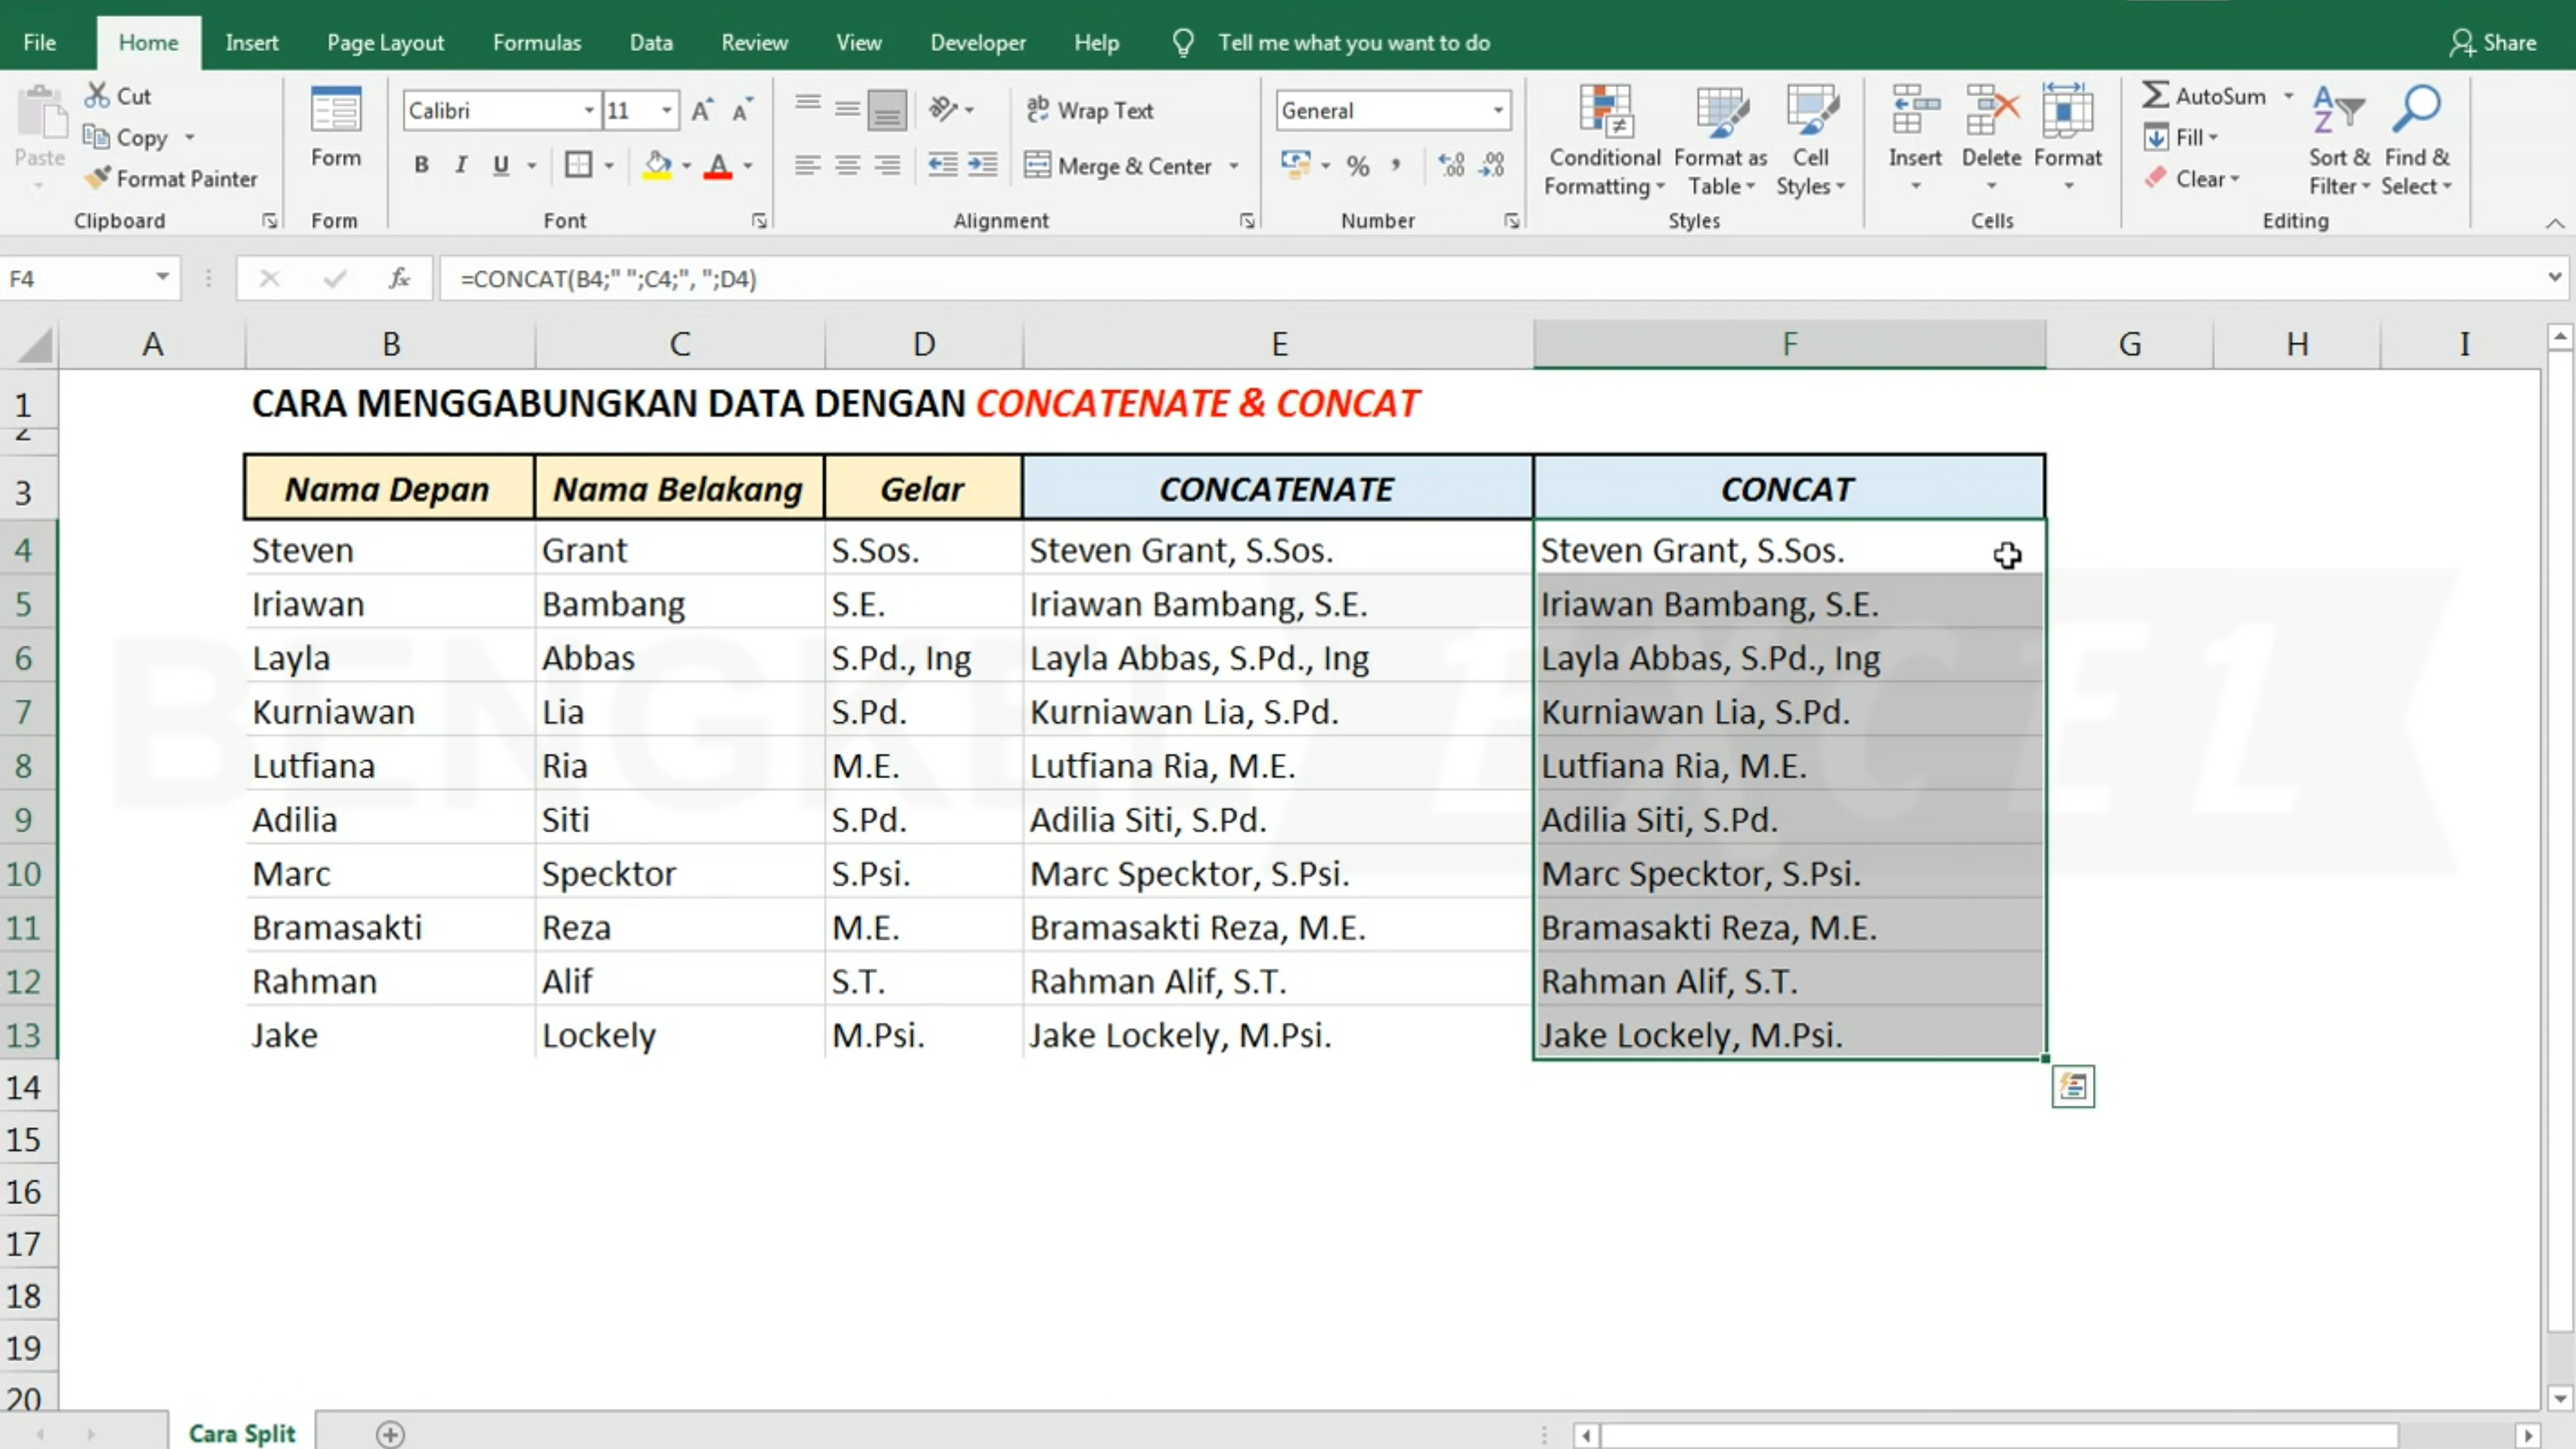 File Home Insert Page Layout Formulas Data Review View Developer Help Tell me what you want to do Share
Paste Cut Copy Format Painter Clipboard
Form Form
Calibri 11 A A B I U A Font
ab Wrap Text Merge & Center Alignment
General % , Number
Conditional Formatting Format as Table Cell Styles Styles
Insert Delete Format Cells
AutoSum Fill Clear Sort & Filter Find & Select Editing
F4 fx =CONCAT(B4;" ";C4;", ";D4)
A B C D E F G H I
1 CARA MENGGABUNGKAN DATA DENGAN CONCATENATE & CONCAT
2
3 Nama Depan Nama Belakang Gelar CONCATENATE CONCAT
4 Steven Grant S.Sos. Steven Grant, S.Sos. Steven Grant, S.Sos.
5 Iriawan Bambang S.E. Iriawan Bambang, S.E. Iriawan Bambang, S.E.
6 Layla Abbas S.Pd., Ing Layla Abbas, S.Pd., Ing Layla Abbas, S.Pd., Ing
7 Kurniawan Lia S.Pd. Kurniawan Lia, S.Pd. Kurniawan Lia, S.Pd.
8 Lutfiana Ria M.E. Lutfiana Ria, M.E. Lutfiana Ria, M.E.
9 Adilia Siti S.Pd. Adilia Siti, S.Pd. Adilia Siti, S.Pd.
10 Marc Specktor S.Psi. Marc Specktor, S.Psi. Marc Specktor, S.Psi.
11 Bramasakti Reza M.E. Bramasakti Reza, M.E. Bramasakti Reza, M.E.
12 Rahman Alif S.T. Rahman Alif, S.T. Rahman Alif, S.T.
13 Jake Lockely M.Psi. Jake Lockely, M.Psi. Jake Lockely, M.Psi.
14
15
16
17
18
19
20
BENGKEL EXCEL
Cara Split